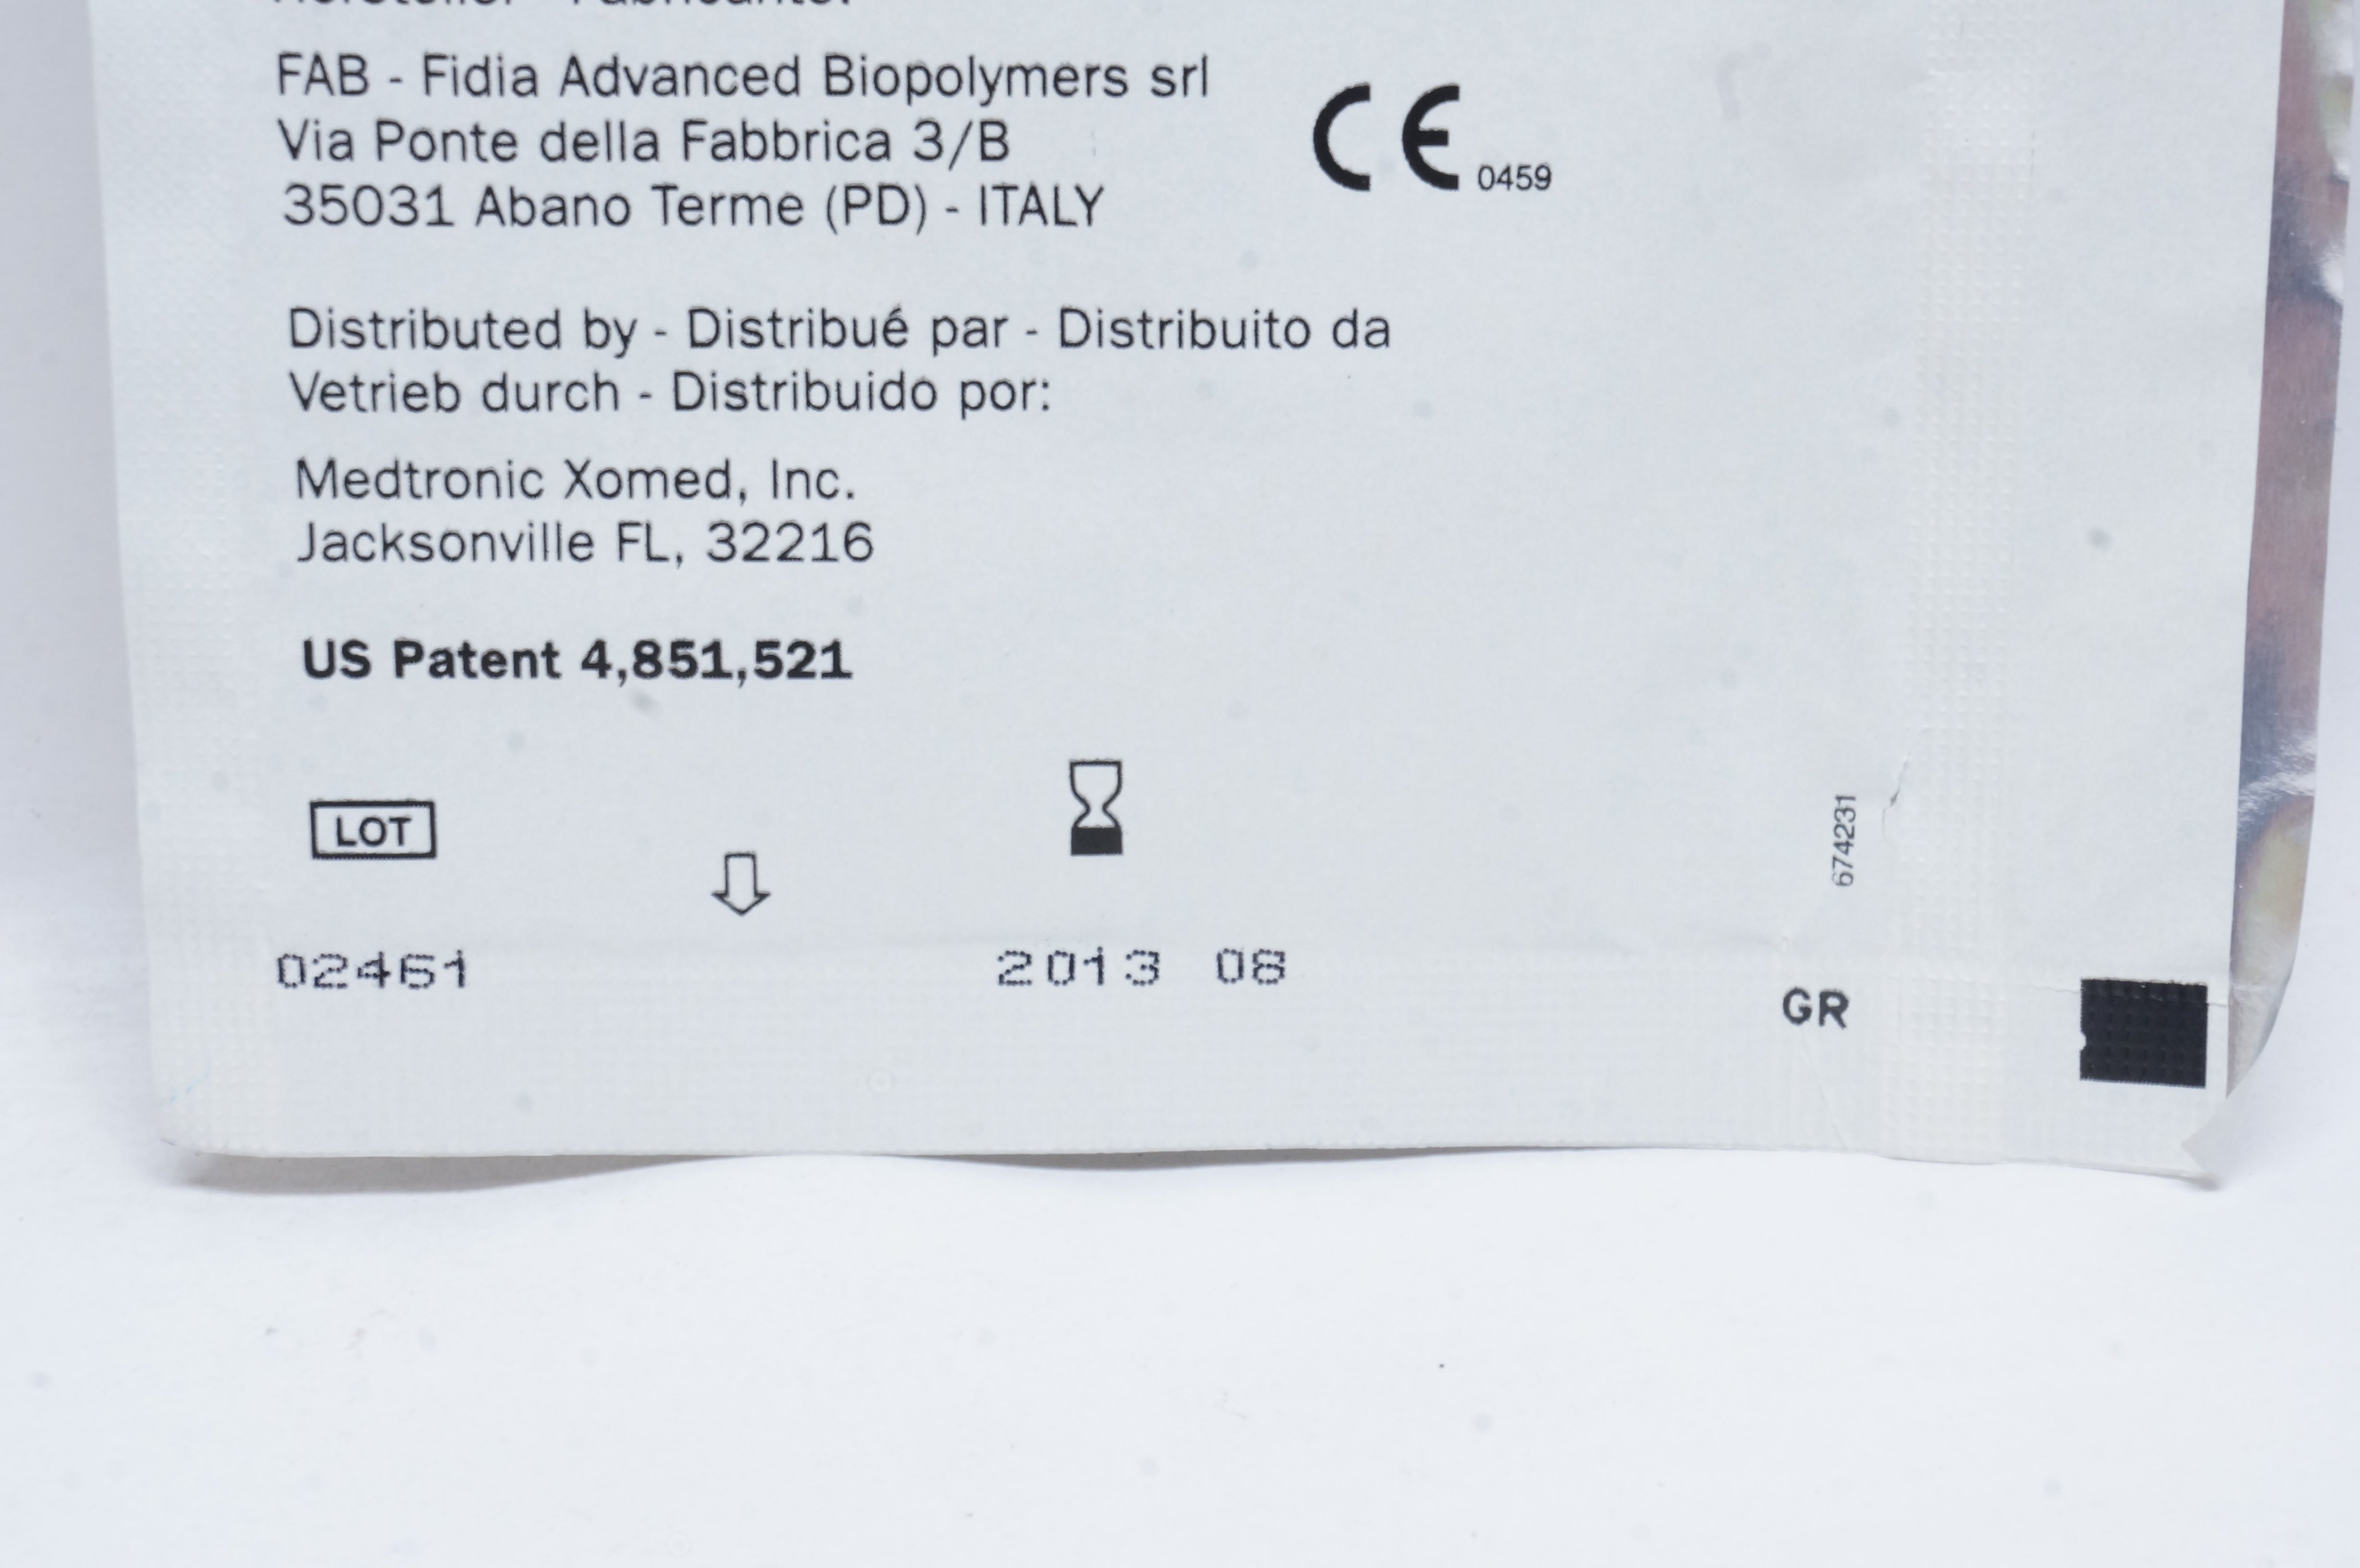 Hersteller - Fabricante:
FAB - Fidia Advanced Biopolymers srl
Via Ponte della Fabbrica 3/B
35031 Abano Terme (PD) - ITALY
CE 0459
Distributed by - Distribué par - Distribuito da
Vetrieb durch - Distribuido por:
Medtronic Xomed, Inc.
Jacksonville FL, 32216
US Patent 4,851,521
LOT
02461
2013 08
674231
GR